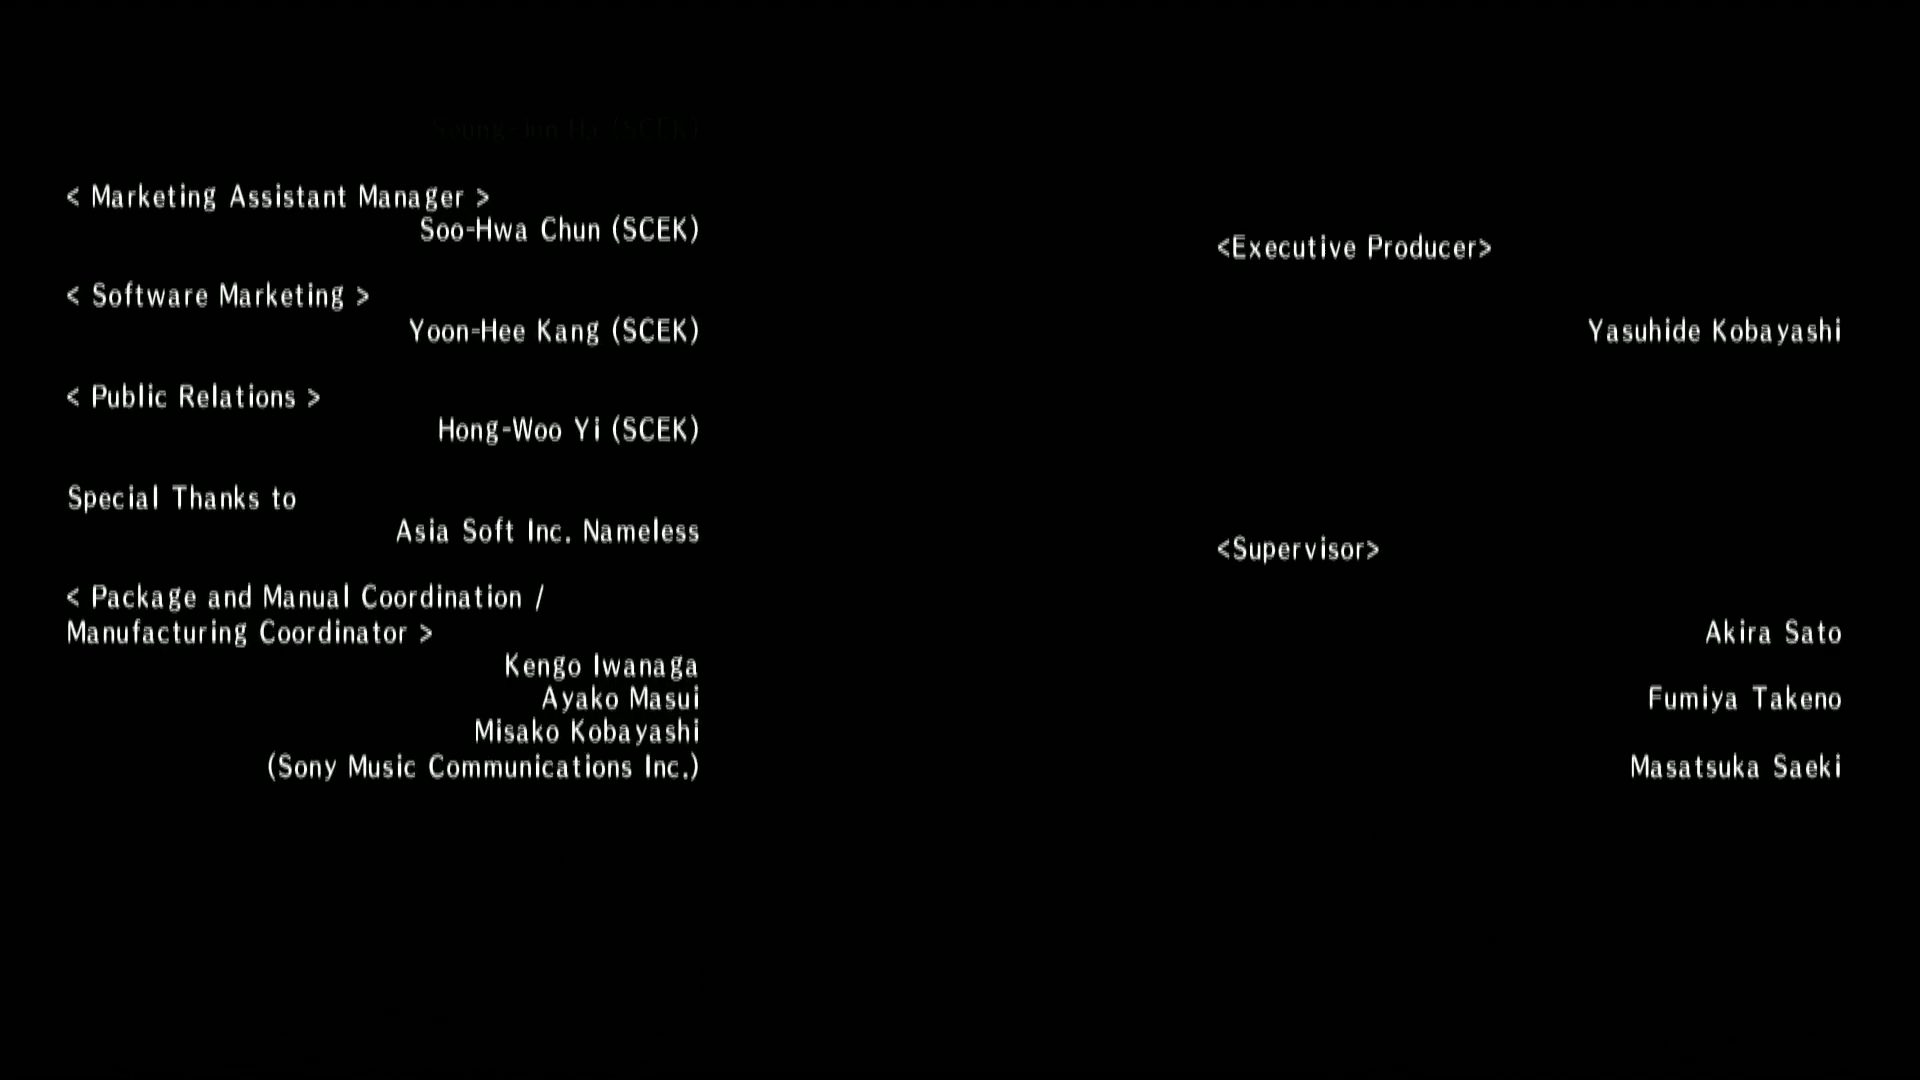 < Marketing Assistant Manager >
Soo-Hwa Chun (SCEK)
< Software Marketing >
Yoon-Hee Kang (SCEK)
< Public Relations >
Hong-Woo Yi (SCEK)
Special Thanks to
Asia Soft Inc. Nameless
< Package and Manual Coordination /
Manufacturing Coordinator >
Kengo Iwanaga
Ayako Masui
Misako Kobayashi
(Sony Music Communications Inc.)
<Executive Producer>
Yasuhide Kobayashi
<Supervisor>
Akira Sato
Fumiya Takeno
Masatsuka Saeki